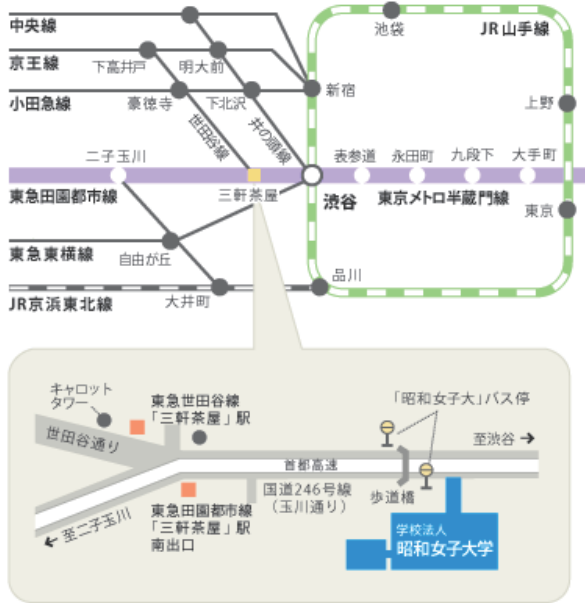 中央線
京王線
小田急線
下高井戸
明大前
豪徳寺
下北沢
世田谷線
井の頭線
新宿
池袋
JR山手線
上野
二子玉川
三軒茶屋
渋谷
表参道
永田町
九段下
大手町
東急田園都市線
東京メトロ半蔵門線
東京
東急東横線
自由が丘
JR京浜東北線
大井町
品川
キャロット
タワー
世田谷通り
東急世田谷線
「三軒茶屋」駅
「昭和女子大」バス停
至渋谷→
首都高速
国道246号線
（玉川通り）
歩道橋
←至二子玉川
東急田園都市線
「三軒茶屋」駅
南出口
学校法人
昭和女子大学